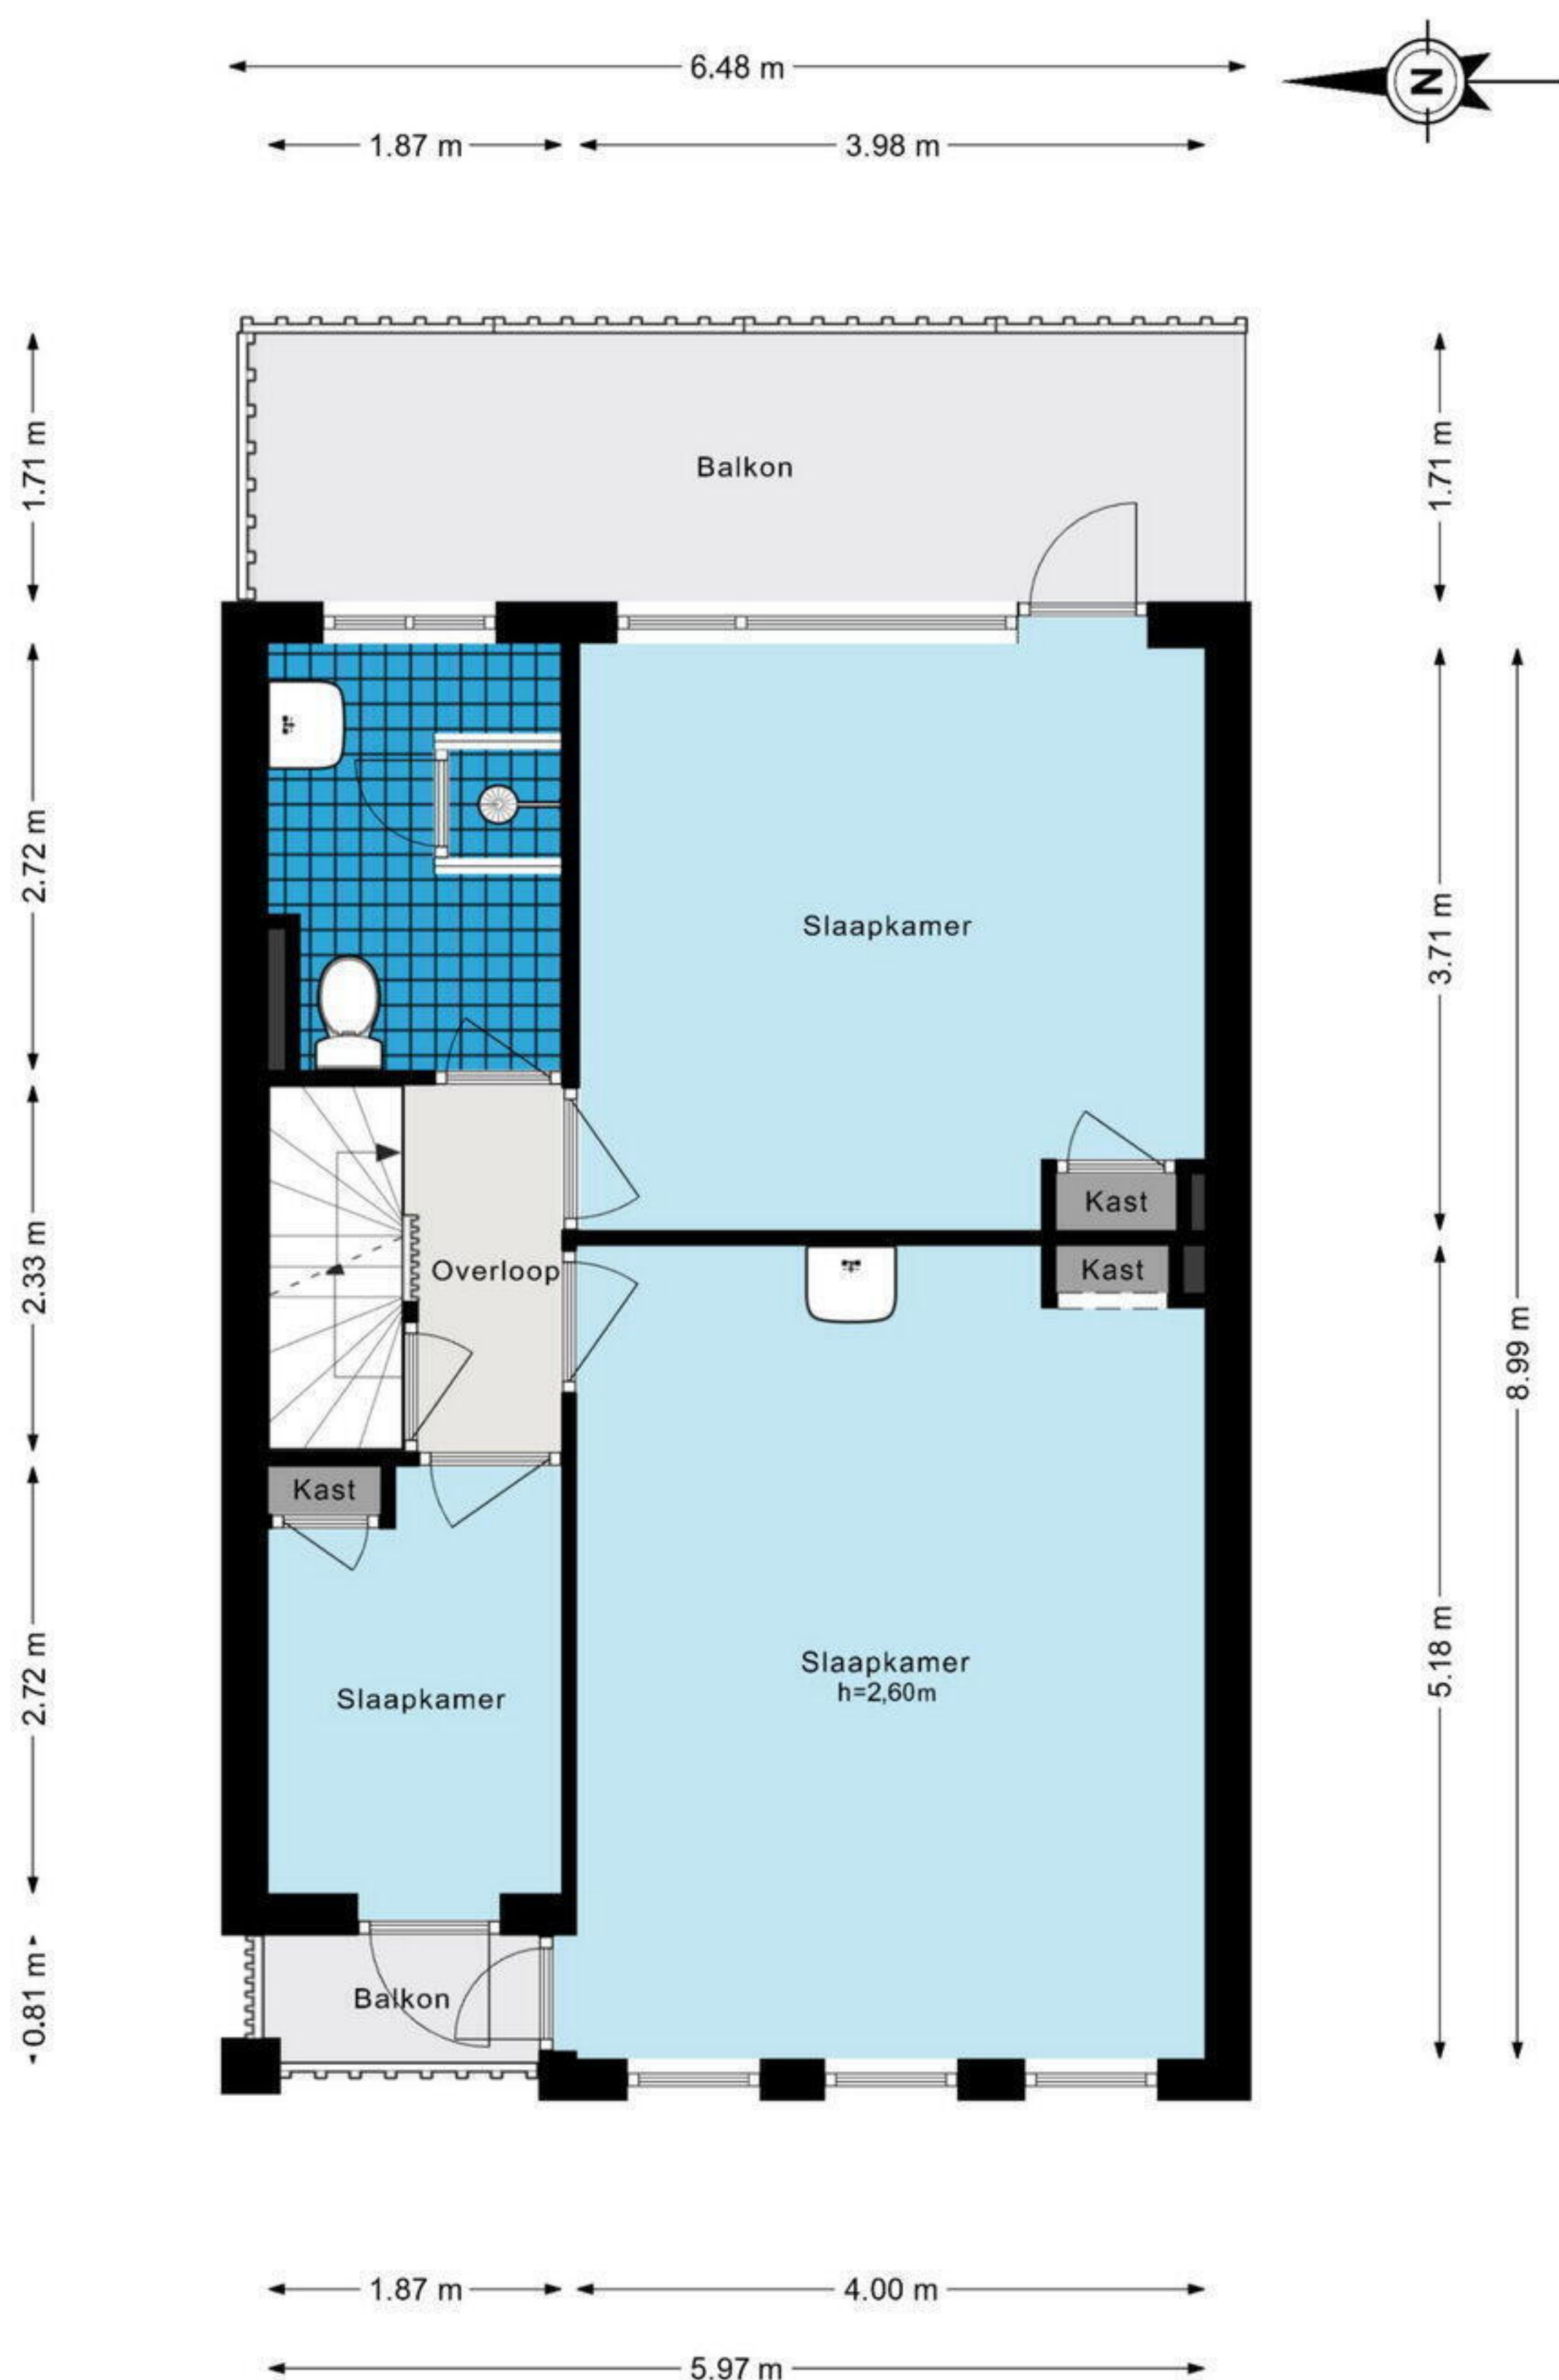 6.48 m
N
1.87 m
3.98 m
Balkon
1.71 m
1.71 m
2.72 m
Slaapkamer
3.71 m
Kast
Kast
Overloop
2.33 m
8.99 m
Kast
Slaapkamer
h=2,60m
Slaapkamer
2.72 m
5.18 m
Balkon
0.81 m
1.87 m
4.00 m
5.97 m